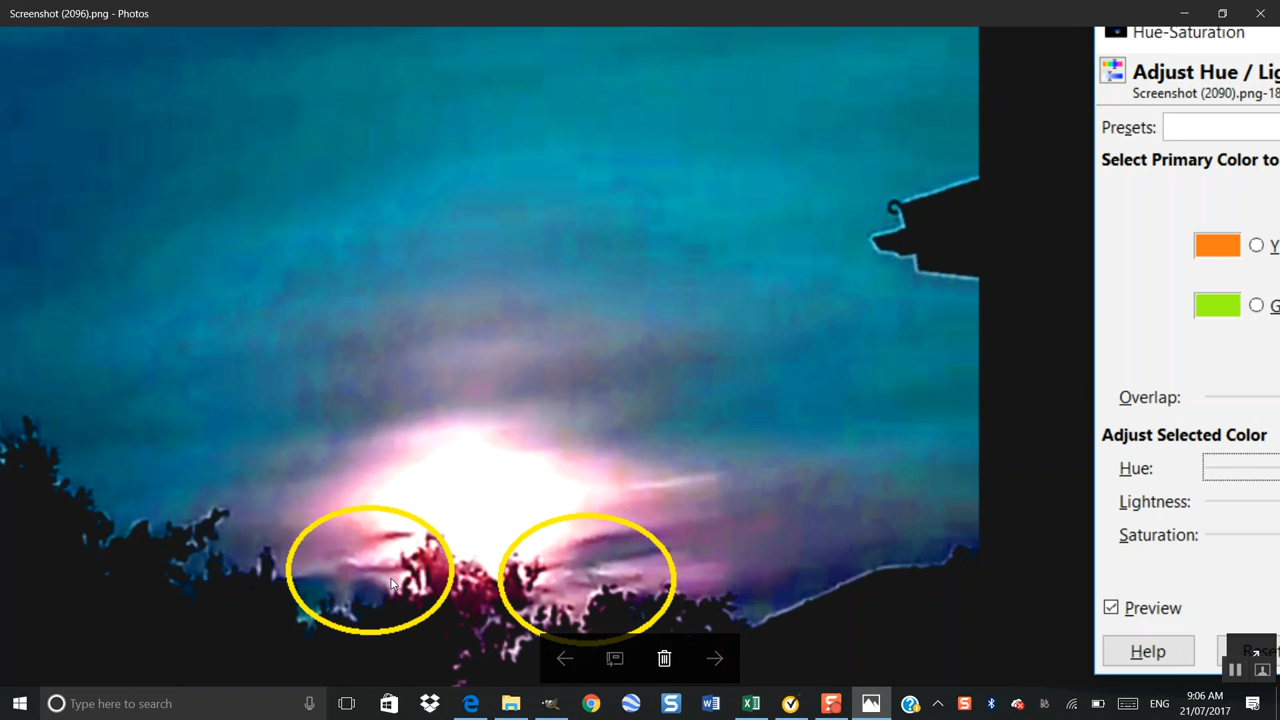 Screenshot (2096).png - Photos
Hue-Saturation
Adjust Hue / Lig
Screenshot (2090).png-18
Presets:
Select Primary Color to
Y
G
Overlap:
Adjust Selected Color
Hue:
Lightness:
Saturation:
Preview
Help
Type here to search
ENG
9:06 AM
21/07/2017